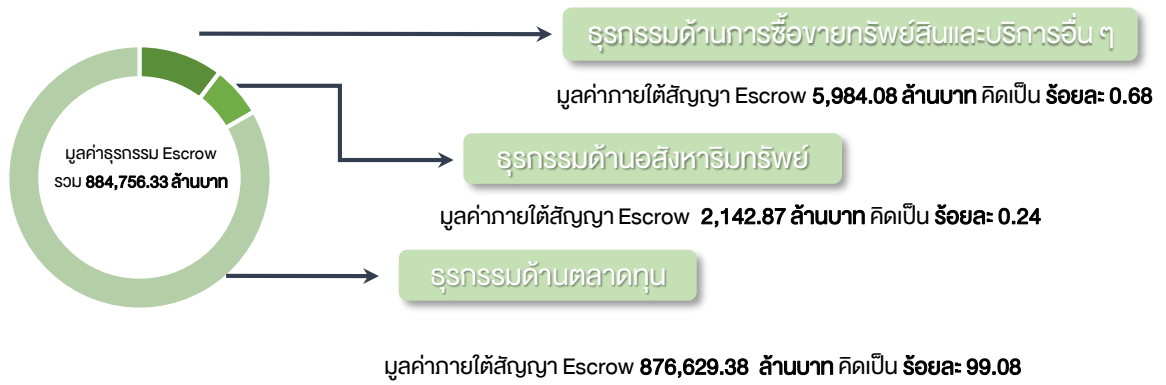 ธุรกรรมด้านการซื้อขายทรัพย์สินและบริการอื่น ๆ
มูลค่าภายใต้สัญญา Escrow 5,984.08 ล้านบาท คิดเป็น ร้อยละ 0.68
มูลค่าธุรกรรม Escrow
รวม 884,756.33 ล้านบาท
ธุรกรรมด้านอสังหาริมทรัพย์
มูลค่าภายใต้สัญญา Escrow 2,142.87 ล้านบาท คิดเป็น ร้อยละ 0.24
ธุรกรรมด้านตลาดทุน
มูลค่าภายใต้สัญญา Escrow 876,629.38 ล้านบาท คิดเป็น ร้อยละ 99.08